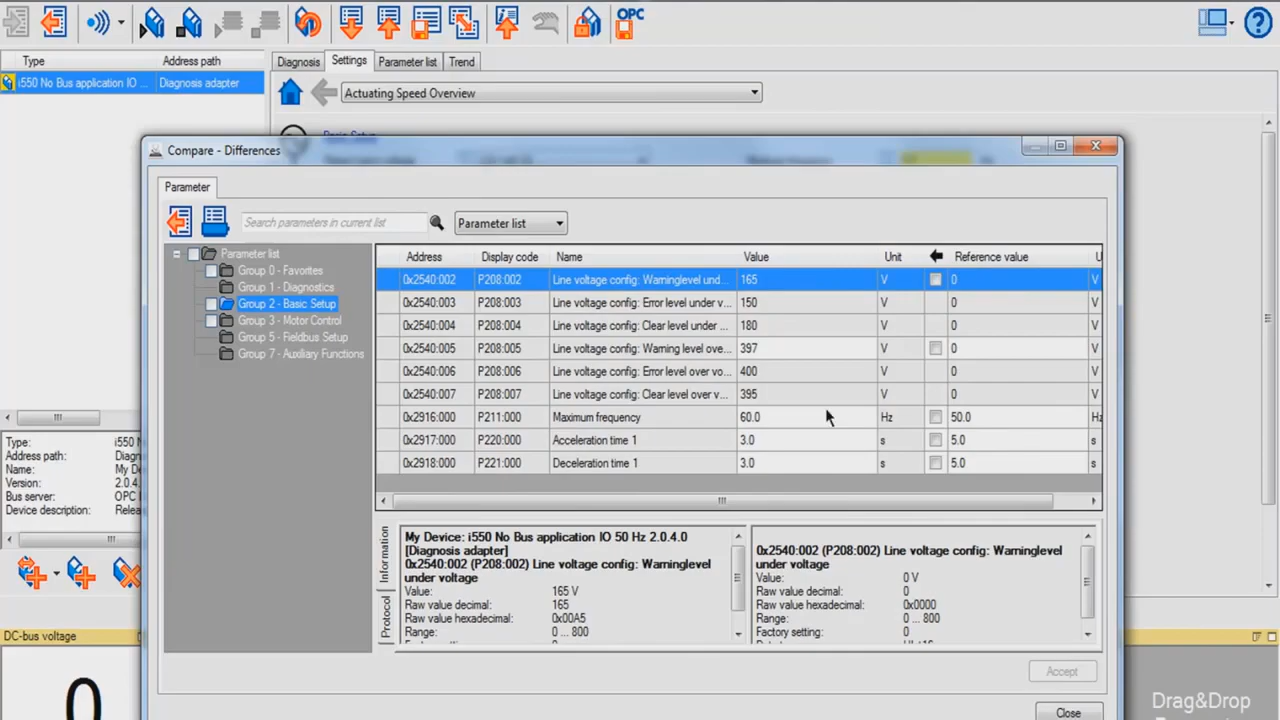 OPC
Type Address path
i550 No Bus application IO ... Diagnosis adapter
Diagnosis Settings Parameter list Trend
Actuating Speed Overview
Compare - Differences
Parameter
Search parameters in current list Parameter list
Parameter list
Group 0 - Favorites
Group 1 - Diagnostics
Group 2 - Basic Setup
Group 3 - Motor Control
Group 5 - Fieldbus Setup
Group 7 - Auxiliary Functions
Address Display code Name Value Unit Reference value U
0x2540:002 P208:002 Line voltage config: Warninglevel und... 165 V 0 V
0x2540:003 P208:003 Line voltage config: Error level under v... 150 V 0 V
0x2540:004 P208:004 Line voltage config: Clear level under ... 180 V 0 V
0x2540:005 P208:005 Line voltage config: Warning level ove... 397 V 0 V
0x2540:006 P208:006 Line voltage config: Error level over vo... 400 V 0 V
0x2540:007 P208:007 Line voltage config: Clear level over v... 395 V 0 V
0x2916:000 P211:000 Maximum frequency 60.0 Hz 50.0 Hz
0x2917:000 P220:000 Acceleration time 1 3.0 s 5.0 s
0x2918:000 P221:000 Deceleration time 1 3.0 s 5.0 s
Type: i550 N
Address path: Diagn
Name: My De
Version: 2.0.4.
Bus server: OPC
Device description: Relea
Information
Protocol
My Device: i550 No Bus application IO 50 Hz 2.0.4.0
[Diagnosis adapter]
0x2540:002 (P208:002) Line voltage config: Warninglevel
under voltage
Value: 165 V
Raw value decimal: 165
Raw value hexadecimal: 0x00A5
Range: 0 ... 800
0x2540:002 (P208:002) Line voltage config: Warninglevel
under voltage
Value: 0 V
Raw value decimal: 0
Raw value hexadecimal: 0x0000
Range: 0 ... 800
Factory setting: 0
Accept
Close
DC-bus voltage
0
Drag&Drop